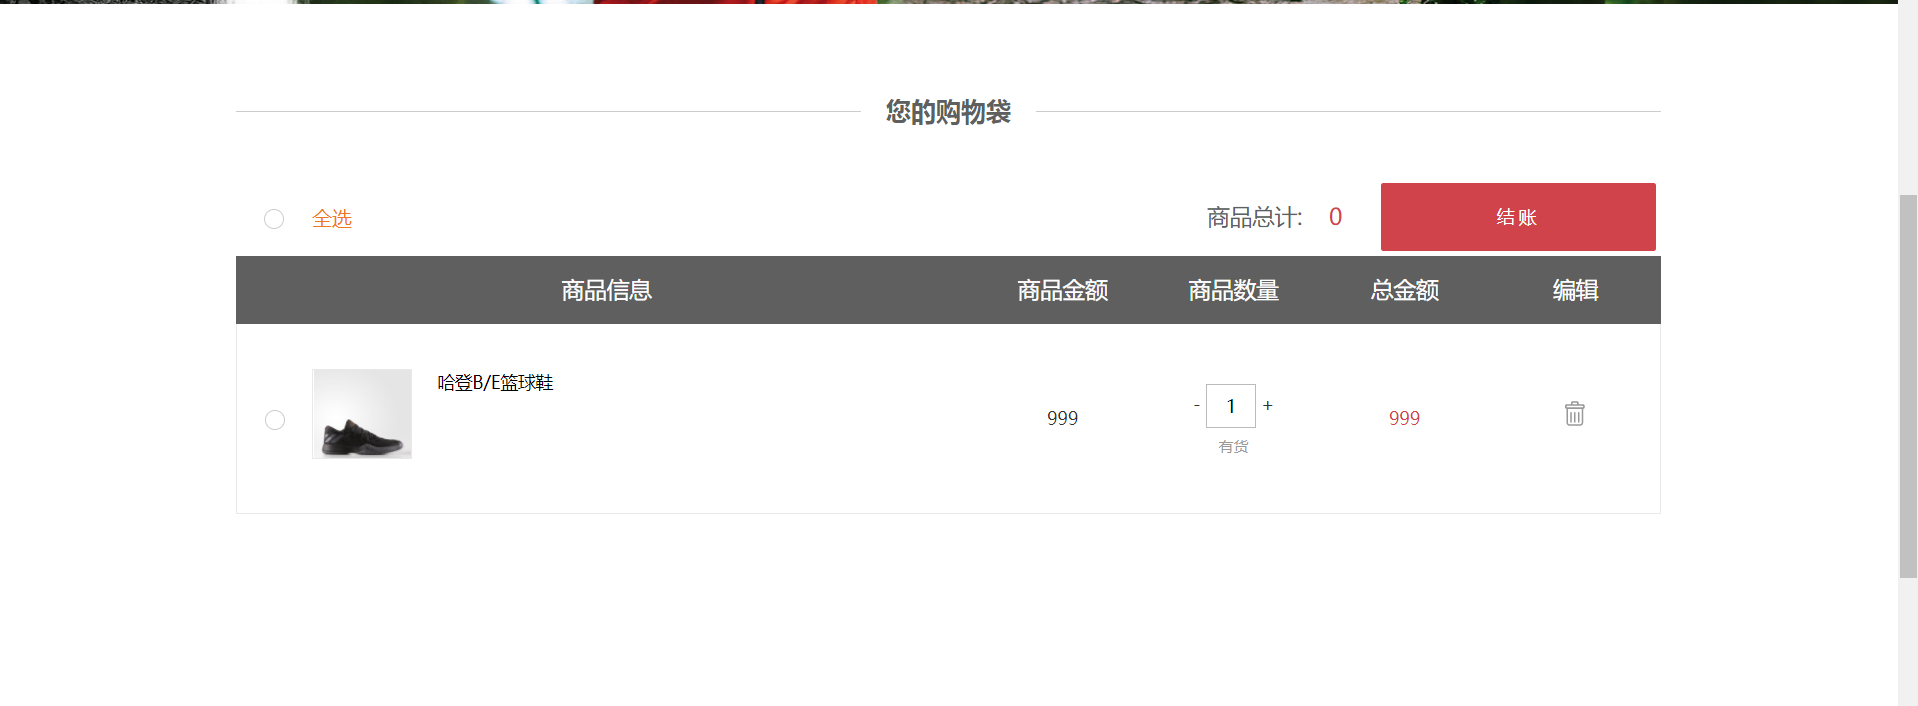 您的购物袋
全选
商品总计: 0 结账
商品信息 商品金额 商品数量 总金额 编辑
哈登B/E篮球鞋
999 - 1 + 999
有货